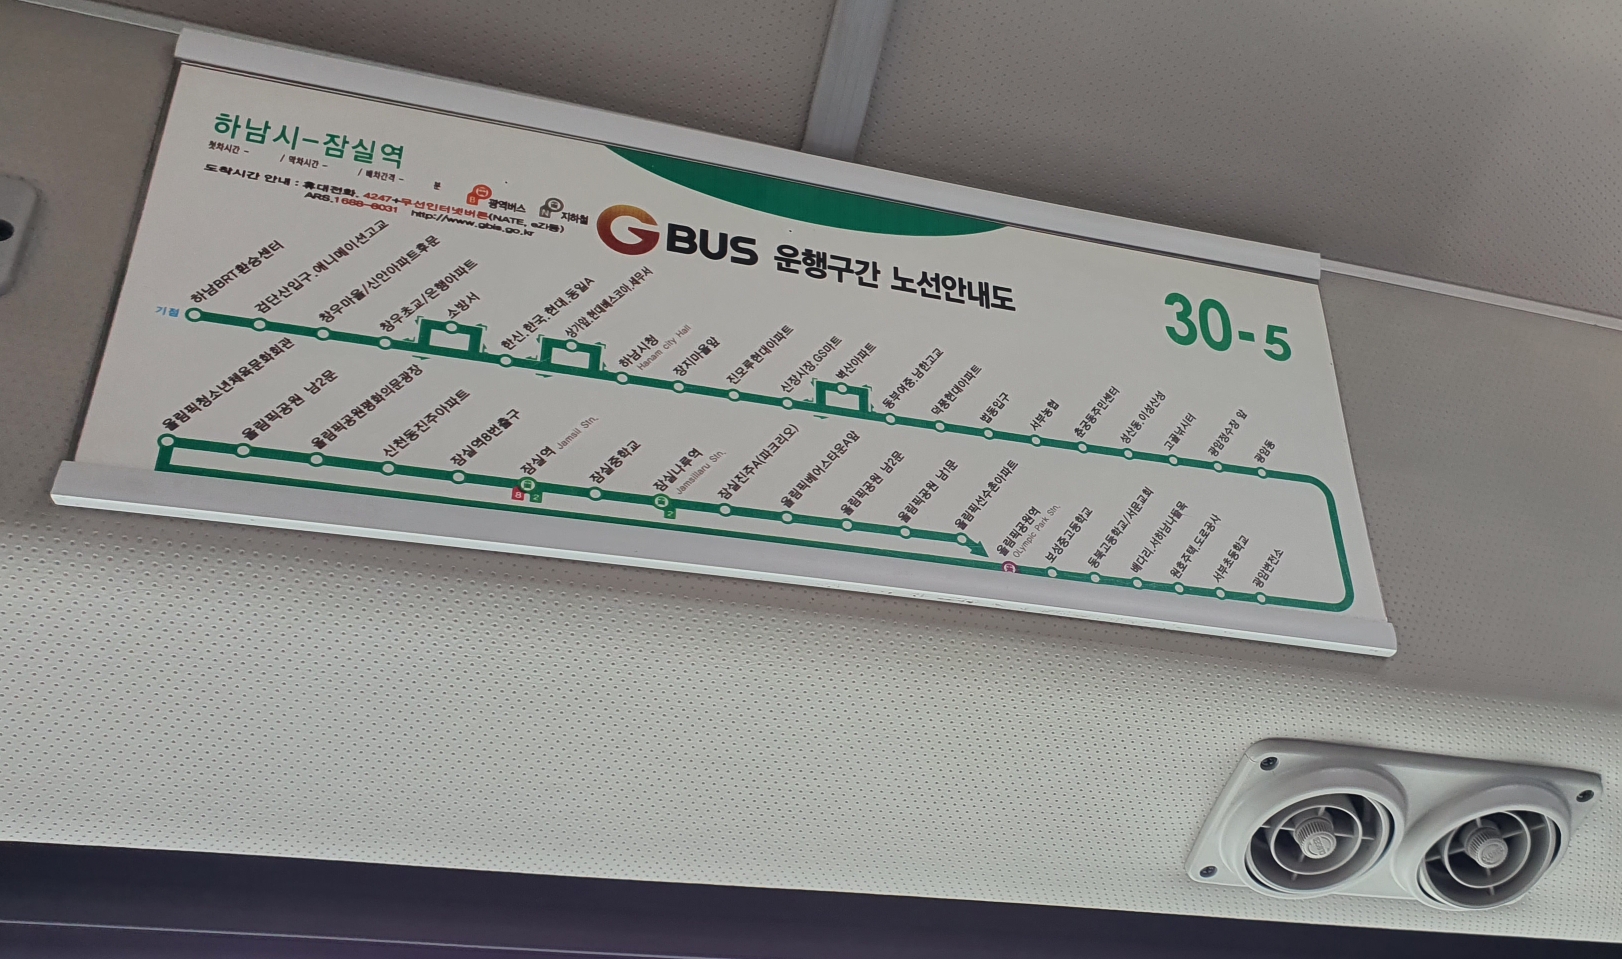 하남시-잠실역
첫차시간 - / 막차시간 - / 배차간격 - 분
도착시간 안내 : 휴대전화. 4247+무선인터넷버튼(NATE, eZi등)
ARS.1688-8031 http://www.gbis.go.kr
B 광역버스
N 지하철
G BUS 운행구간 노선안내도
30-5
기점
하남BRT환승센터
검단산입구.애니메이션고교
창우마을/신안아파트후문
창우초교/은행아파트
소방서
한신.한국.현대.동일A
상가앞.현대베스코아.세무서
하남시청
Hanam city Hall
장지마을앞
진모루현대아파트
신장시장.GS마트
벽산아파트
동부여중.남한고교
덕풍현대아파트
법동입구
서부농협
춘궁동주민센터
성산동.이성산성
고골낚시터
광암정수장 앞
광암동
올림픽청소년체육문화회관
올림픽공원 남2문
올림픽공원평화의문광장
신천동진주아파트
잠실역8번출구
잠실역
Jamsil Stn.
8 2
잠실중학교
잠실나루역
Jamsillaru Stn.
2
잠실진주A(파크리오)
올림픽베어스타운A앞
올림픽공원 남2문
올림픽공원 남1문
올림픽선수촌아파트
올림픽공원역
OLympic Park Stn.
보성중고등학교
동북고등학교/서문교회
배다리.서하남나들목
원호주택.도로공사
서부초등학교
광암변전소